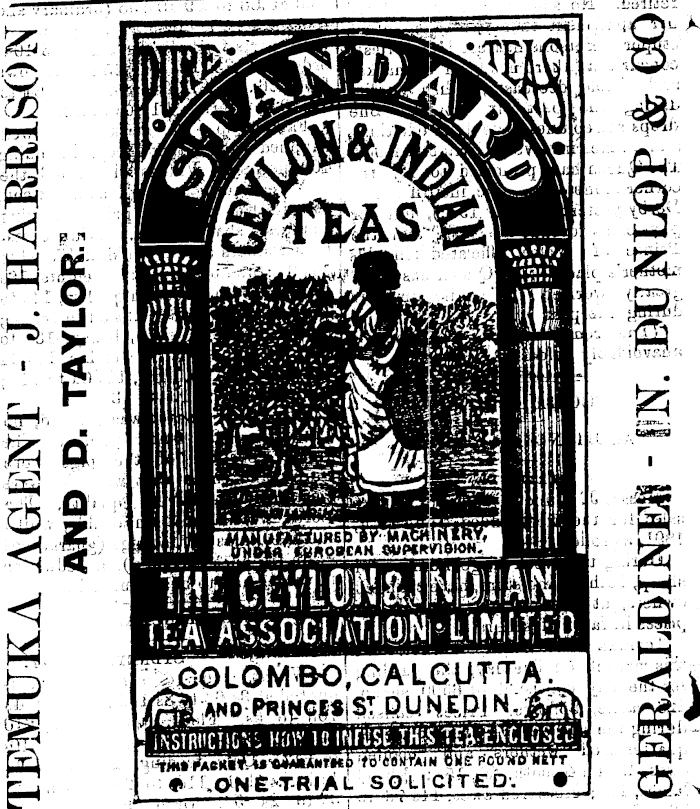 TEMUKA AGENT - J. HARRISON
AND D. TAYLOR.
PURE TEAS
STANDARD
CEYLON & INDIAN
TEAS
MANUFACTURED BY MACHINERY,
UNDER EUROPEAN SUPERVISION.
THE CEYLON & INDIAN
TEA ASSOCIATION · LIMITED
COLOMBO, CALCUTTA.
AND PRINCES ST DUNEDIN.
INSTRUCTIONS HOW TO INFUSE THIS TEA ENCLOSED
THIS PACKET IS GUARANTEED TO CONTAIN ONE POUND NETT
ONE TRIAL SOLICITED.
GERALDINE - N. DUNLOP & CO